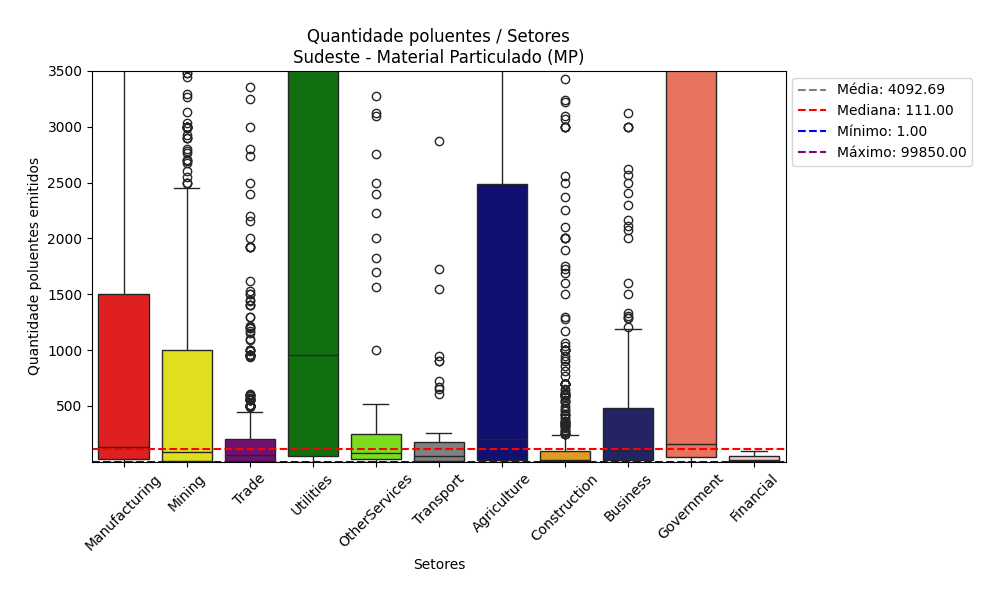 Quantidade poluentes / Setores
Sudeste - Material Particulado (MP)
Quantidade poluentes emitidos
3500
3000
2500
2000
1500
1000
500
Manufacturing
Mining
Trade
Utilities
OtherServices
Transport
Agriculture
Construction
Business
Government
Financial
Setores
Média: 4092.69
Mediana: 111.00
Mínimo: 1.00
Máximo: 99850.00